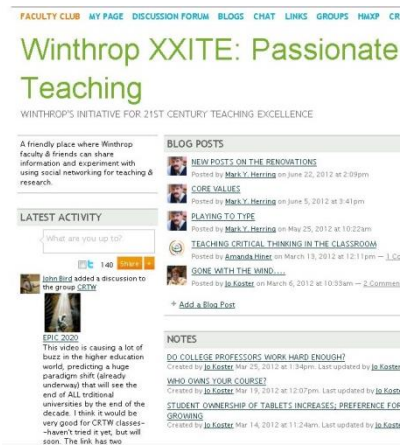 FACULTY CLUB MY PAGE DISCUSSION FORUM BLOGS CHAT LINKS GROUPS HMXP CR
Winthrop XXITE: Passionate
Teaching
WINTHROP'S INITIATIVE FOR 21ST CENTURY TEACHING EXCELLENCE
A friendly place where Winthrop
faculty & friends can share
information and experiment with
using social networking for teaching &
research.
LATEST ACTIVITY
What are you up to?
140 Share +
John Bird added a discussion to
the group CRTW
EPIC 2020
This video is causing a lot of
buzz in the higher education
world, predicting a huge
paradigm shift (already
underway) that will see the
end of ALL trditional
universities by the end of the
decade. I think it would be
very good for CRTW classes-
-haven't tried it yet, but will
soon. The link has two
BLOG POSTS
NEW POSTS ON THE RENOVATIONS
Posted by Mark Y. Herring on June 22, 2012 at 2:09pm
CORE VALUES
Posted by Mark Y. Herring on June 5, 2012 at 3:41pm
PLAYING TO TYPE
Posted by Mark Y. Herring on May 25, 2012 at 10:22am
TEACHING CRITICAL THINKING IN THE CLASSROOM
Posted by Amanda Hiner on March 13, 2012 at 12:11pm — 1 Co
GONE WITH THE WIND....
Posted by Jo Koster on March 6, 2012 at 10:33am — 2 Commen
+ Add a Blog Post
NOTES
DO COLLEGE PROFESSORS WORK HARD ENOUGH?
Created by Jo Koster Mar 25, 2012 at 1:34pm. Last updated by Jo Koste
WHO OWNS YOUR COURSE?
Created by Jo Koster Mar 19, 2012 at 12:07pm. Last updated by Jo Kost
STUDENT OWNERSHIP OF TABLETS INCREASES; PREFERENCE FOR
GROWING
Created by Jo Koster Mar 14, 2012 at 11:24am. Last updated by Jo Kost